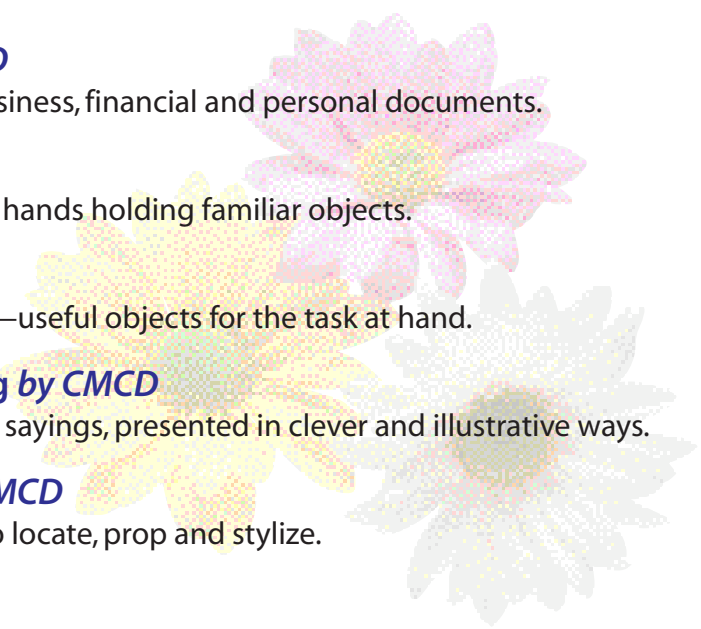 D
siness, financial and personal documents.
hands holding familiar objects.
–useful objects for the task at hand.
g by CMCD
sayings, presented in clever and illustrative ways.
MCD
o locate, prop and stylize.